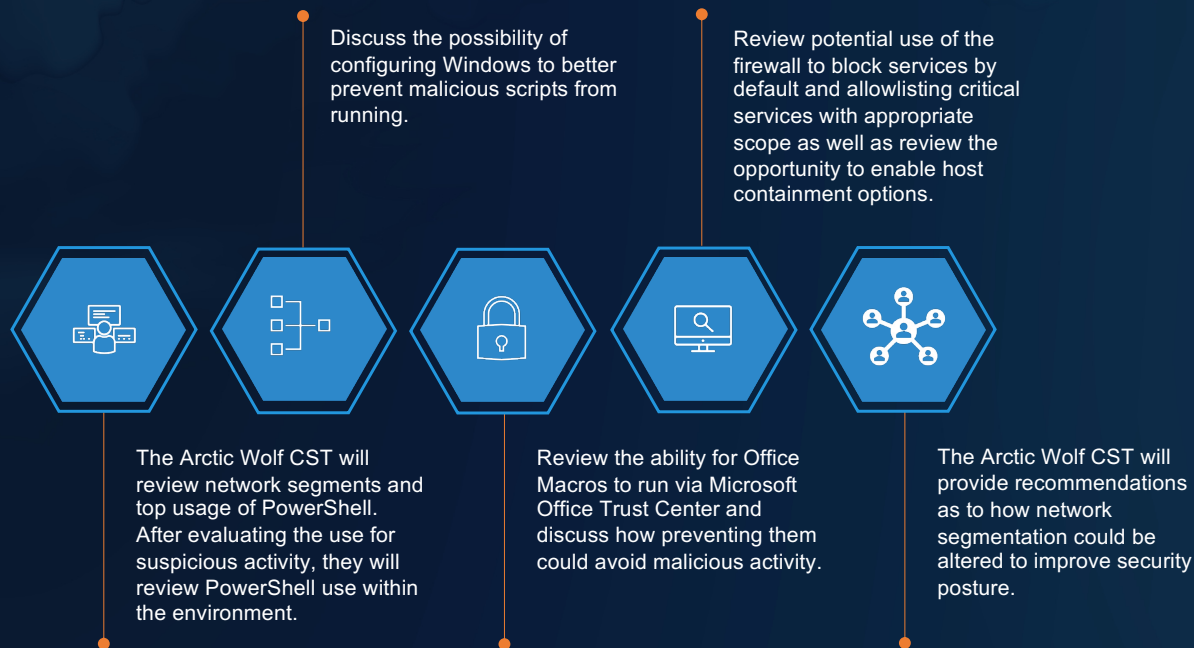 Discuss the possibility of
configuring Windows to better
prevent malicious scripts from
running.
Review potential use of the
firewall to block services by
default and allowlisting critical
services with appropriate
scope as well as review the
opportunity to enable host
containment options.
The Arctic Wolf CST will
review network segments and
top usage of PowerShell.
After evaluating the use for
suspicious activity, they will
review PowerShell use within
the environment.
Review the ability for Office
Macros to run via Microsoft
Office Trust Center and
discuss how preventing them
could avoid malicious activity.
The Arctic Wolf CST will
provide recommendations
as to how network
segmentation could be
altered to improve security
posture.